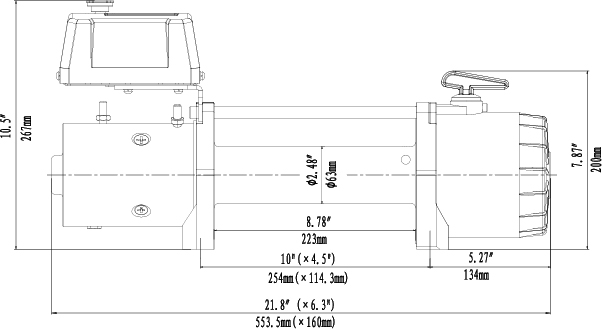 10.5"
267mm
ϕ2.48"
ϕ63mm
7.87"
200mm
8.78"
223mm
10"(×4.5")
254mm(×114.3mm)
5.27"
134mm
21.8" (×6.3")
553.5mm(×160mm)